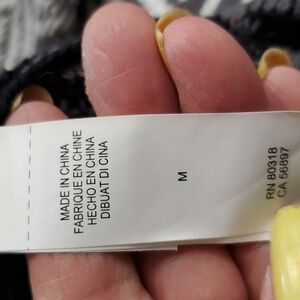 MADE IN CHINA
FABRIQUE EN CHINE
HECHO EN CHINA
DIBUAT DI CINA
M
RN 80318
CA 56897